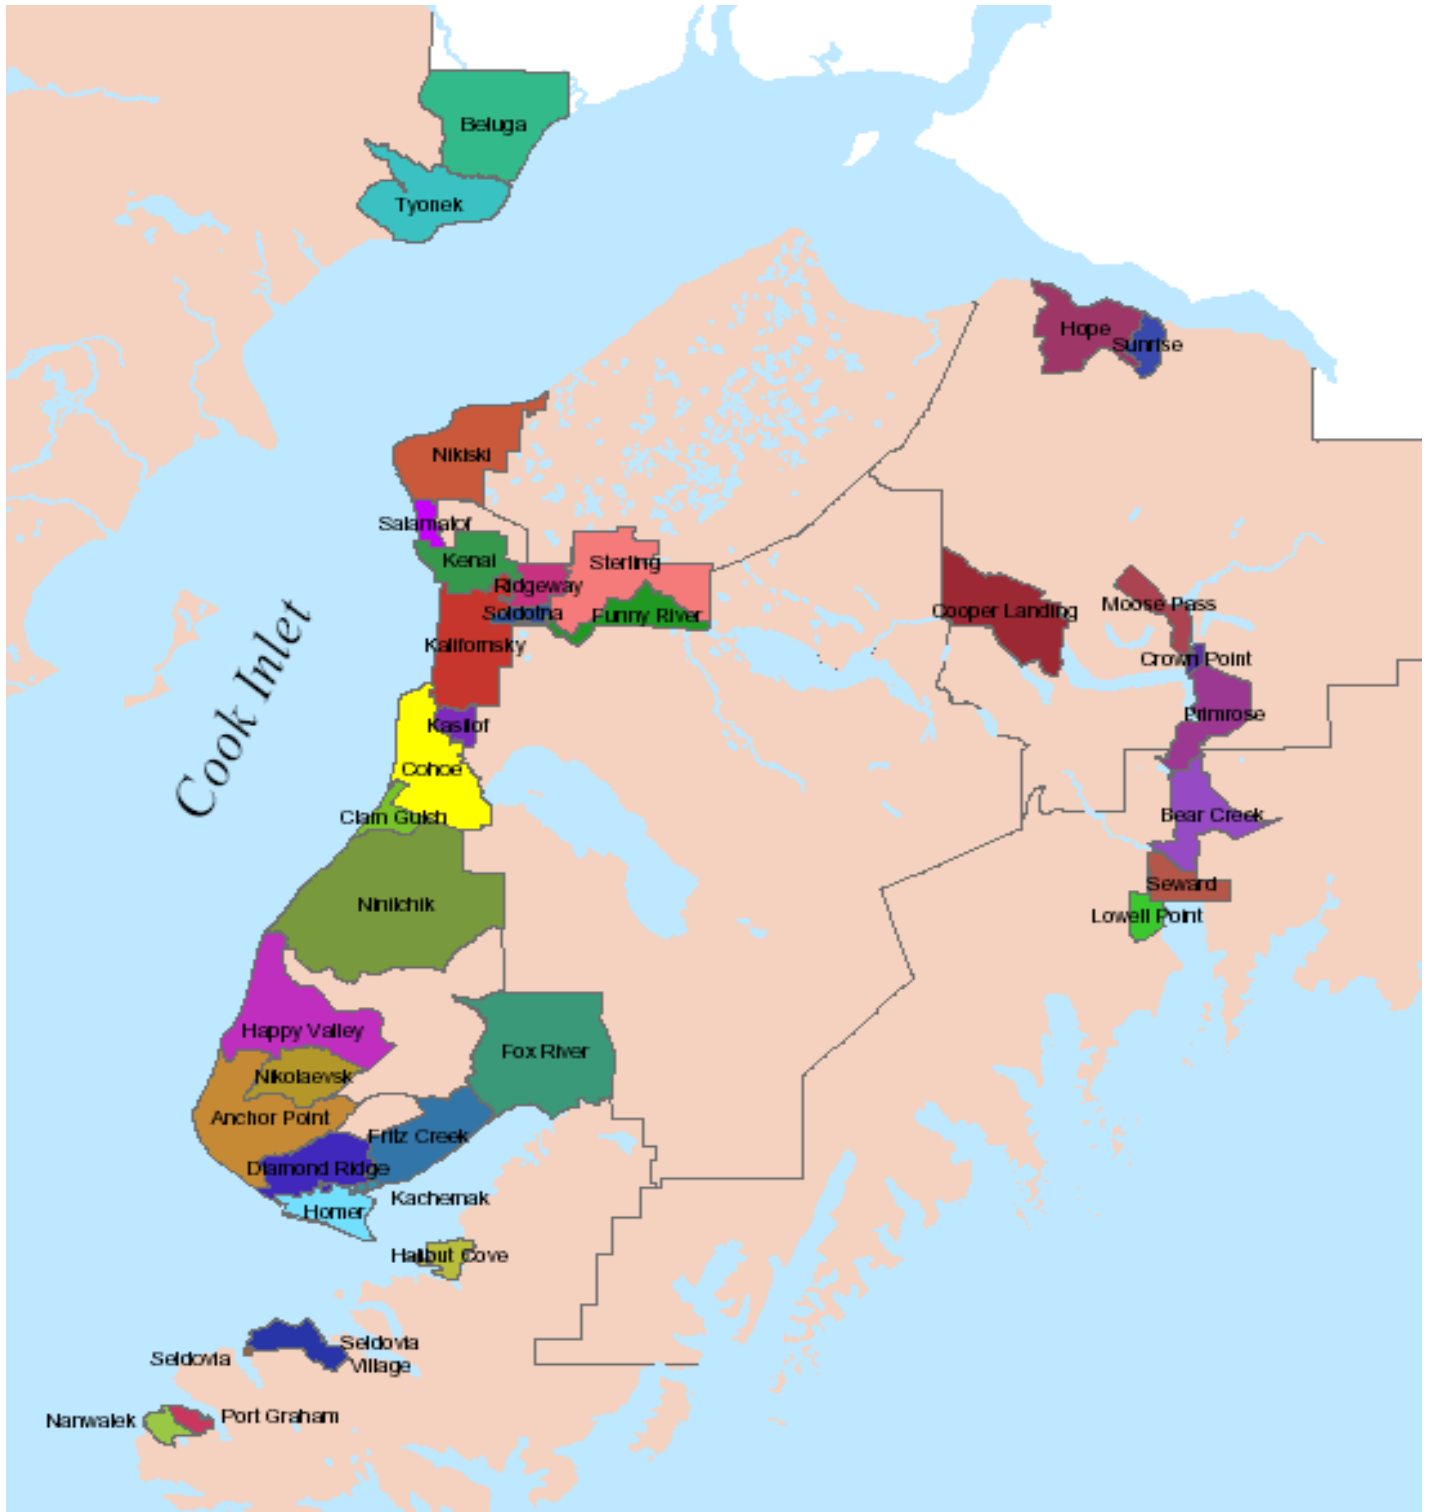 Beluga
Tyonek
Hope
Sunrise
Nikiski
Salamatof
Kenai
Sterling
Ridgeway
Soldotna
Funny River
Cooper Landing
Moose Pass
Kalifornsky
Crown Point
Cook Inlet
Kasilof
Primrose
Cohoe
Clam Gulch
Bear Creek
Seward
Ninilchik
Lowell Point
Happy Valley
Fox River
Nikolaevsk
Anchor Point
Fritz Creek
Diamond Ridge
Kachemak
Homer
Halibut Cove
Seldovia
Seldovia
Village
Nanwalek
Port Graham